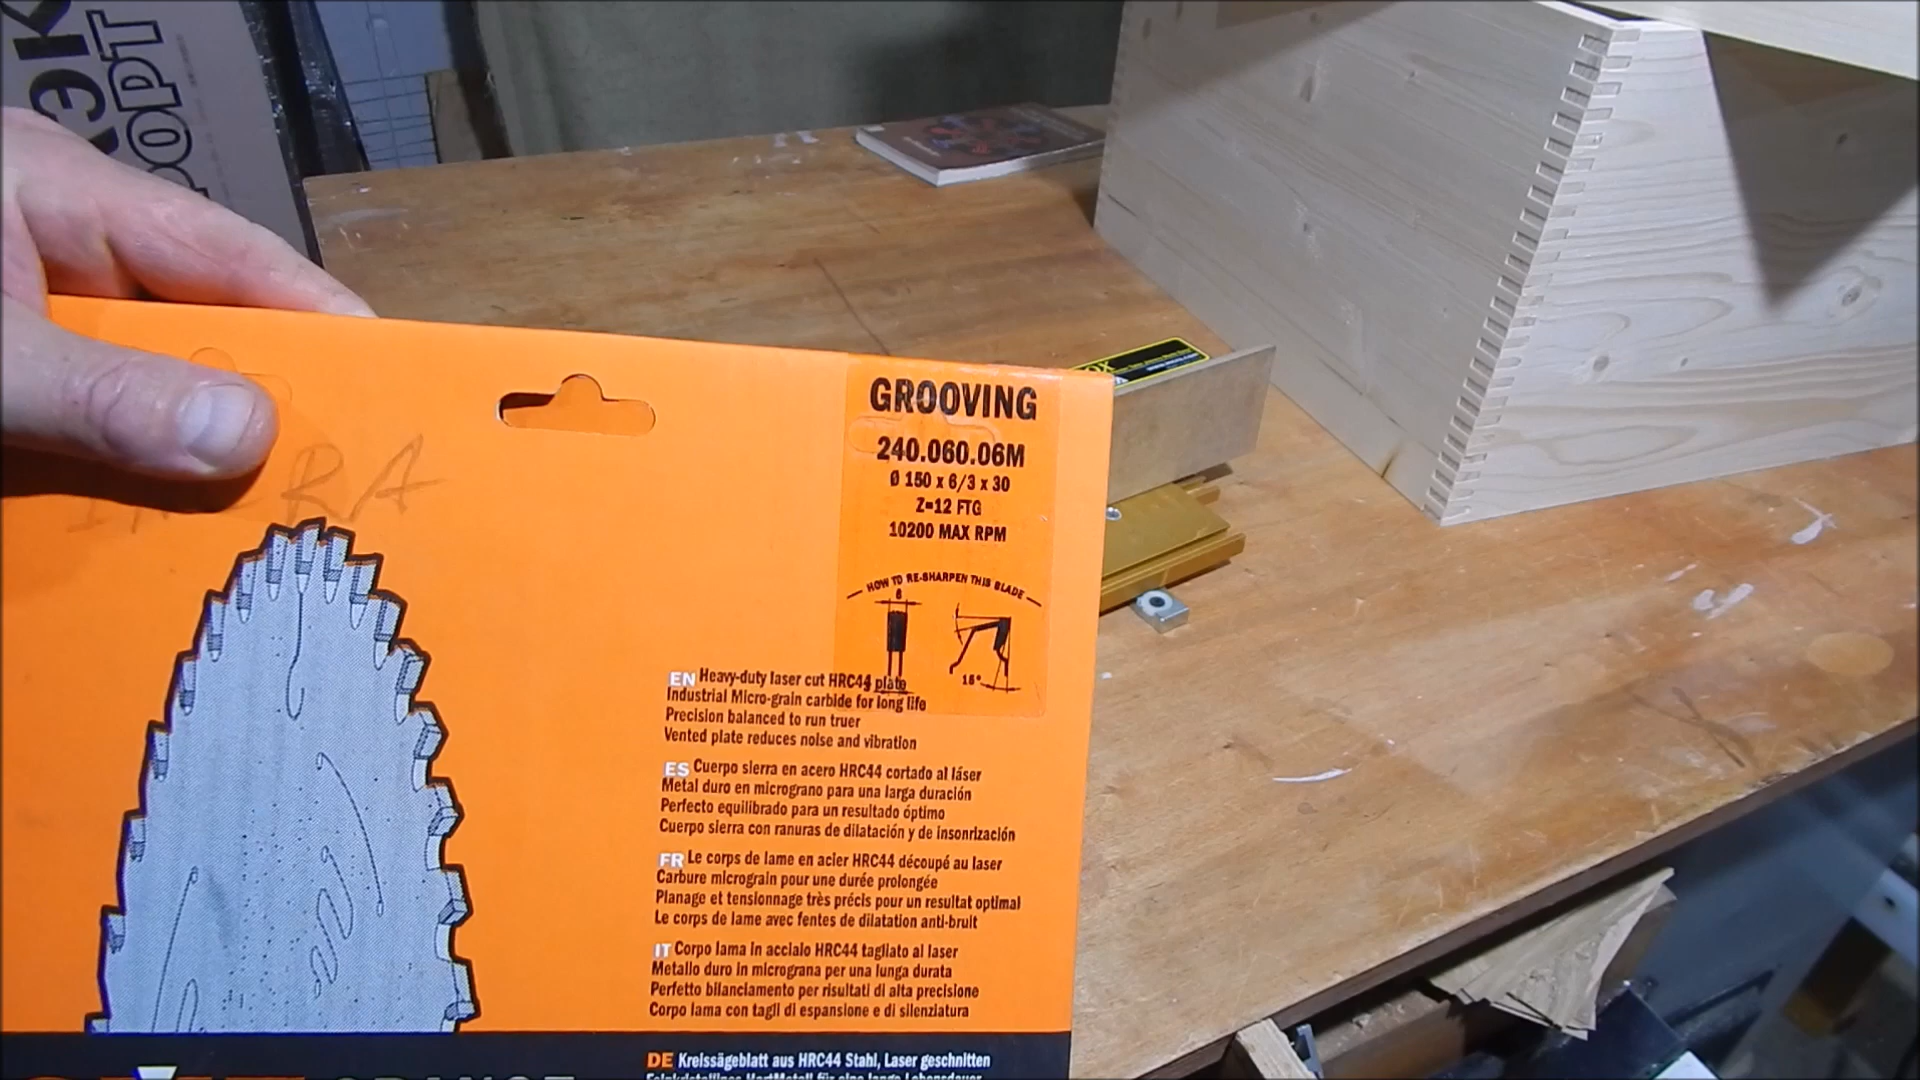 РОРТ
GROOVING
240.060.06M
Ø 150 x 6/3 x 30
Z=12 FTG
10200 MAX RPM
HOW TO RE-SHARPEN THIS BLADE
6
3
15°
EN Heavy-duty laser cut HRC44 plate
Industrial Micro-grain carbide for long life
Precision balanced to run truer
Vented plate reduces noise and vibration
ES Cuerpo sierra en acero HRC44 cortado al láser
Metal duro en micrograno para una larga duración
Perfecto equilibrado para un resultado óptimo
Cuerpo sierra con ranuras de dilatación y de insonrización
FR Le corps de lame en acier HRC44 découpé au laser
Carbure micrograin pour une durée prolongée
Planage et tensionnage très précis pour un resultat optimal
Le corps de lame avec fentes de dilatation anti-bruit
IT Corpo lama in acciaio HRC44 tagliato al laser
Metallo duro in micrograna per una lunga durata
Perfetto bilanciamento per risultati di alta precisione
Corpo lama con tagli di espansione e di silenziatura
DE Kreissägeblatt aus HRC44 Stahl, Laser geschnitten